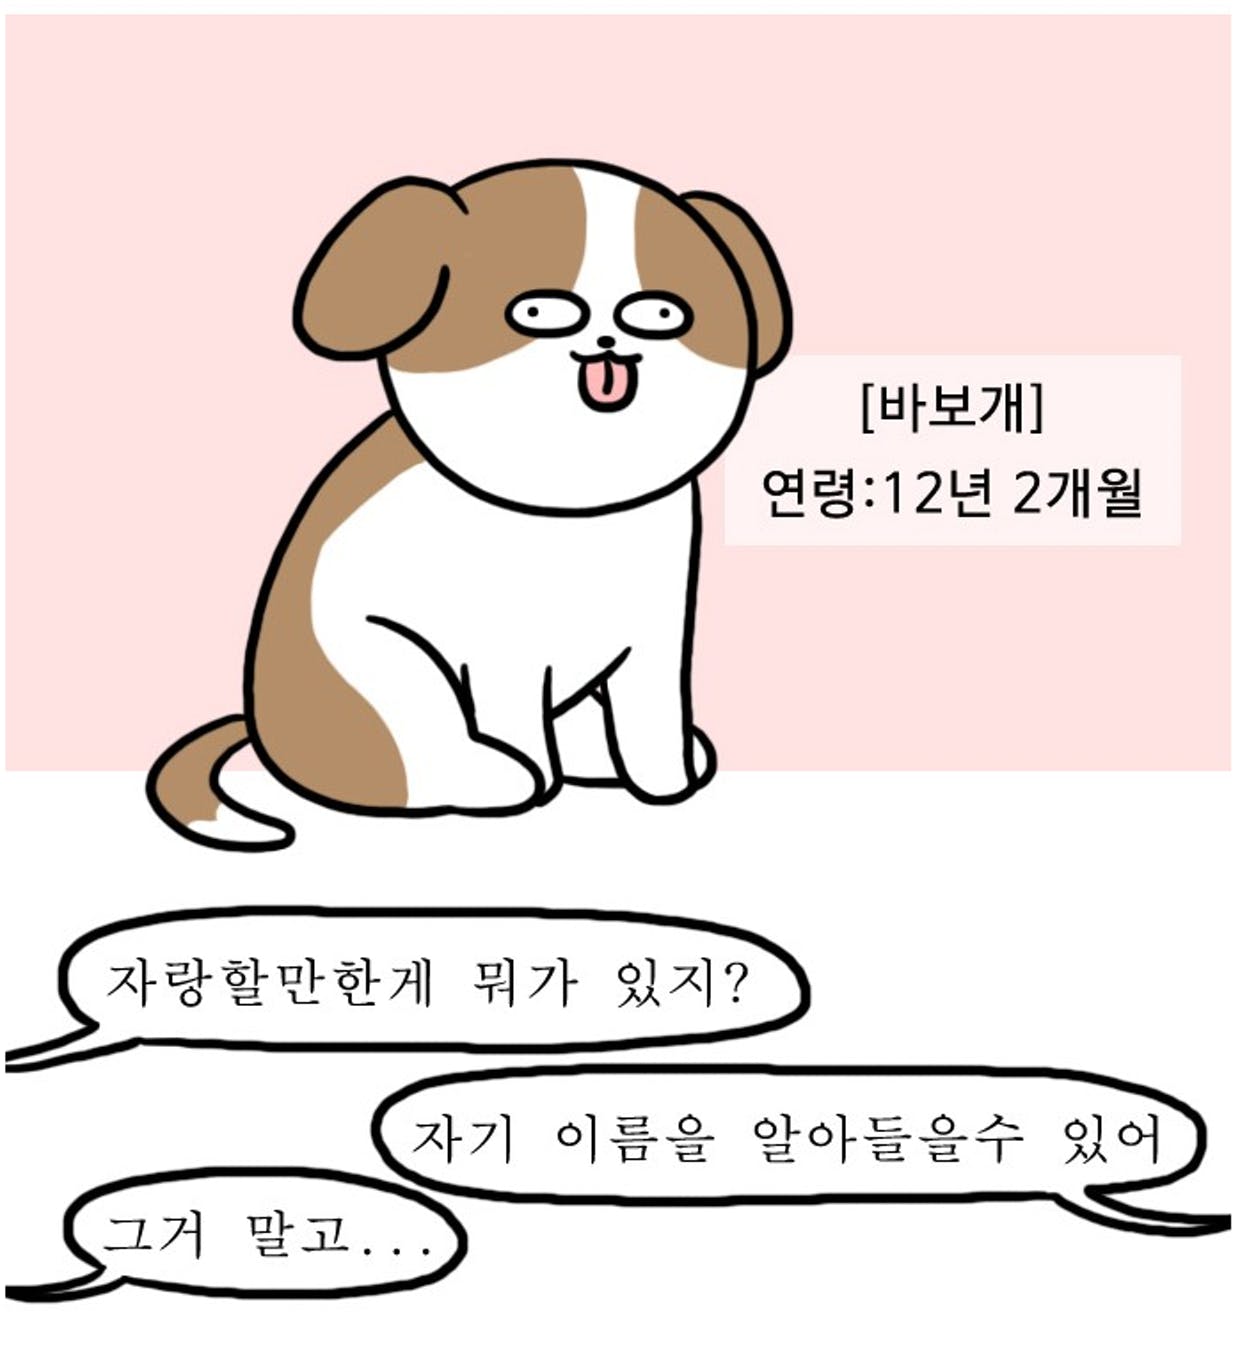 [바보개]
연령:12년 2개월
자랑할만한게 뭐가 있지?
자기 이름을 알아들을수 있어
그거 말고...